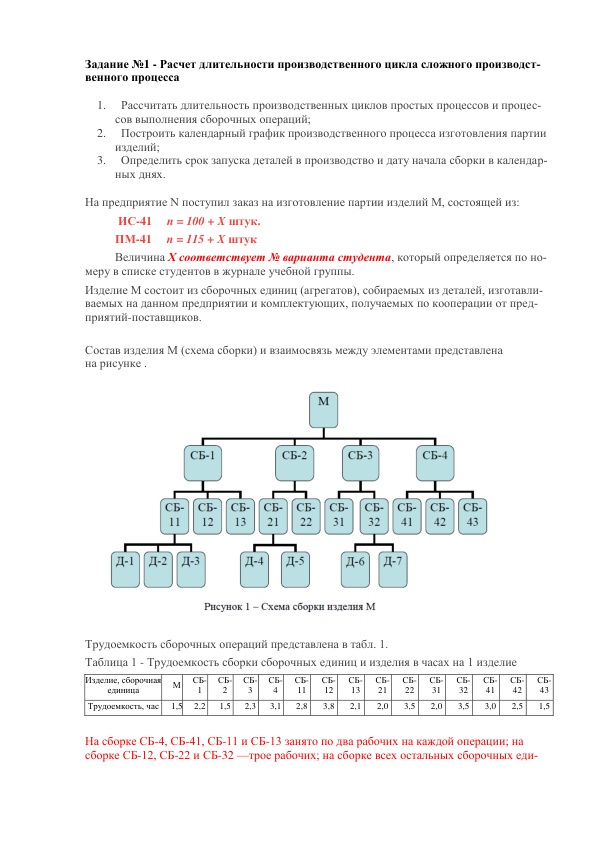 Задание №1 - Расчет длительности производственного цикла сложного производст-
венного процесса
1. Рассчитать длительность производственных циклов простых процессов и процес-
сов выполнения сборочных операций;
2. Построить календарный график производственного процесса изготовления партии
изделий;
3. Определить срок запуска деталей в производство и дату начала сборки в календар-
ных днях.
На предприятие N поступил заказ на изготовление партии изделий М, состоящей из:
ИС-41 n = 100 + X штук.
ПМ-41 n = 115 + X штук
Величина X соответствует № варианта студента, который определяется по но-
меру в списке студентов в журнале учебной группы.
Изделие М состоит из сборочных единиц (агрегатов), собираемых из деталей, изготавли-
ваемых на данном предприятии и комплектующих, получаемых по кооперации от пред-
приятий-поставщиков.
Состав изделия М (схема сборки) и взаимосвязь между элементами представлена
на рисунке .
М
СБ-1 СБ-2 СБ-3 СБ-4
СБ- СБ- СБ- СБ- СБ- СБ- СБ- СБ- СБ- СБ-
11 12 13 21 22 31 32 41 42 43
Д-1 Д-2 Д-3 Д-4 Д-5 Д-6 Д-7
Рисунок 1 – Схема сборки изделия М
Трудоемкость сборочных операций представлена в табл. 1.
Таблица 1 - Трудоемкость сборки сборочных единиц и изделия в часах на 1 изделие
Изделие, сборочная единица М СБ-1 СБ-2 СБ-3 СБ-4 СБ-11 СБ-12 СБ-13 СБ-21 СБ-22 СБ-31 СБ-32 СБ-41 СБ-42 СБ-43
Трудоемкость, час 1,5 2,2 1,5 2,3 3,1 2,8 3,8 2,1 2,0 3,5 2,0 3,5 3,0 2,5 1,5
На сборке СБ-4, СБ-41, СБ-11 и СБ-13 занято по два рабочих на каждой операции; на
сборке СБ-12, СБ-22 и СБ-32 —трое рабочих; на сборке всех остальных сборочных еди-